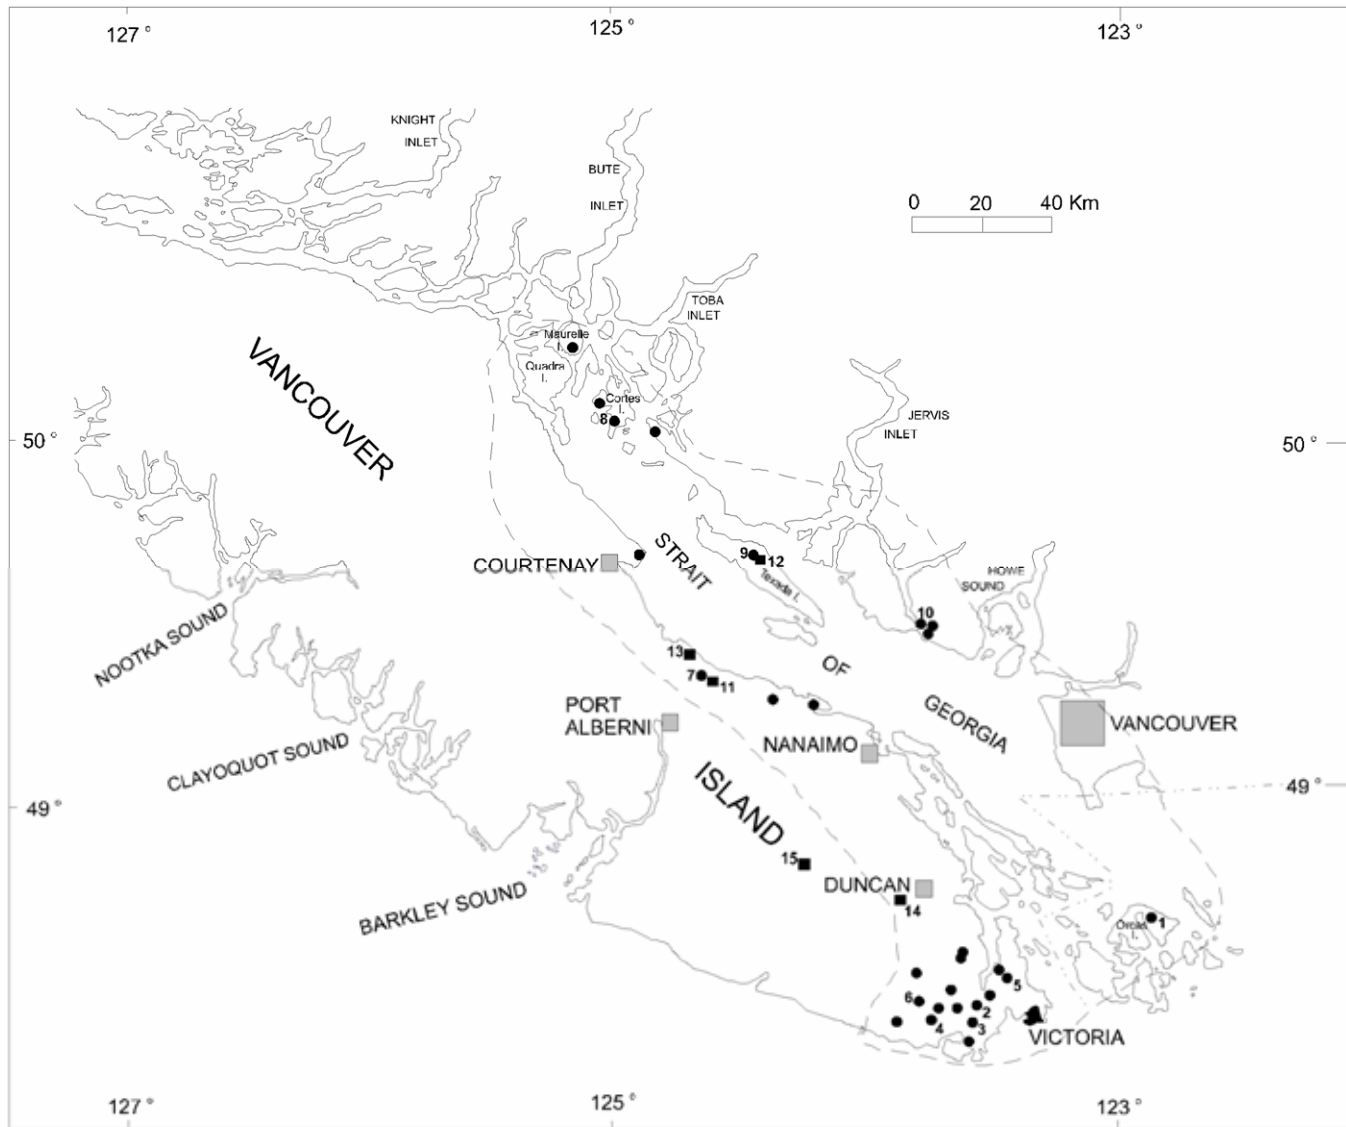 127 °
125 °
123 °
KNIGHT
INLET
BUTE
INLET
0 20 40 Km
TOBA
INLET
Maurelle
I.
Quadra
I.
Cortes
I.
8
VANCOUVER
JERVIS
INLET
50 °
50 °
STRAIT
COURTENAY
9
12
Texada I.
HOWE
SOUND
10
NOOTKA SOUND
13
7
11
OF
PORT
ALBERNI
GEORGIA
VANCOUVER
NANAIMO
CLAYOQUOT SOUND
ISLAND
49 °
49 °
15
DUNCAN
14
BARKLEY SOUND
Orcas
I.
1
5
6
2
4
3
VICTORIA
127 °
125 °
123 °